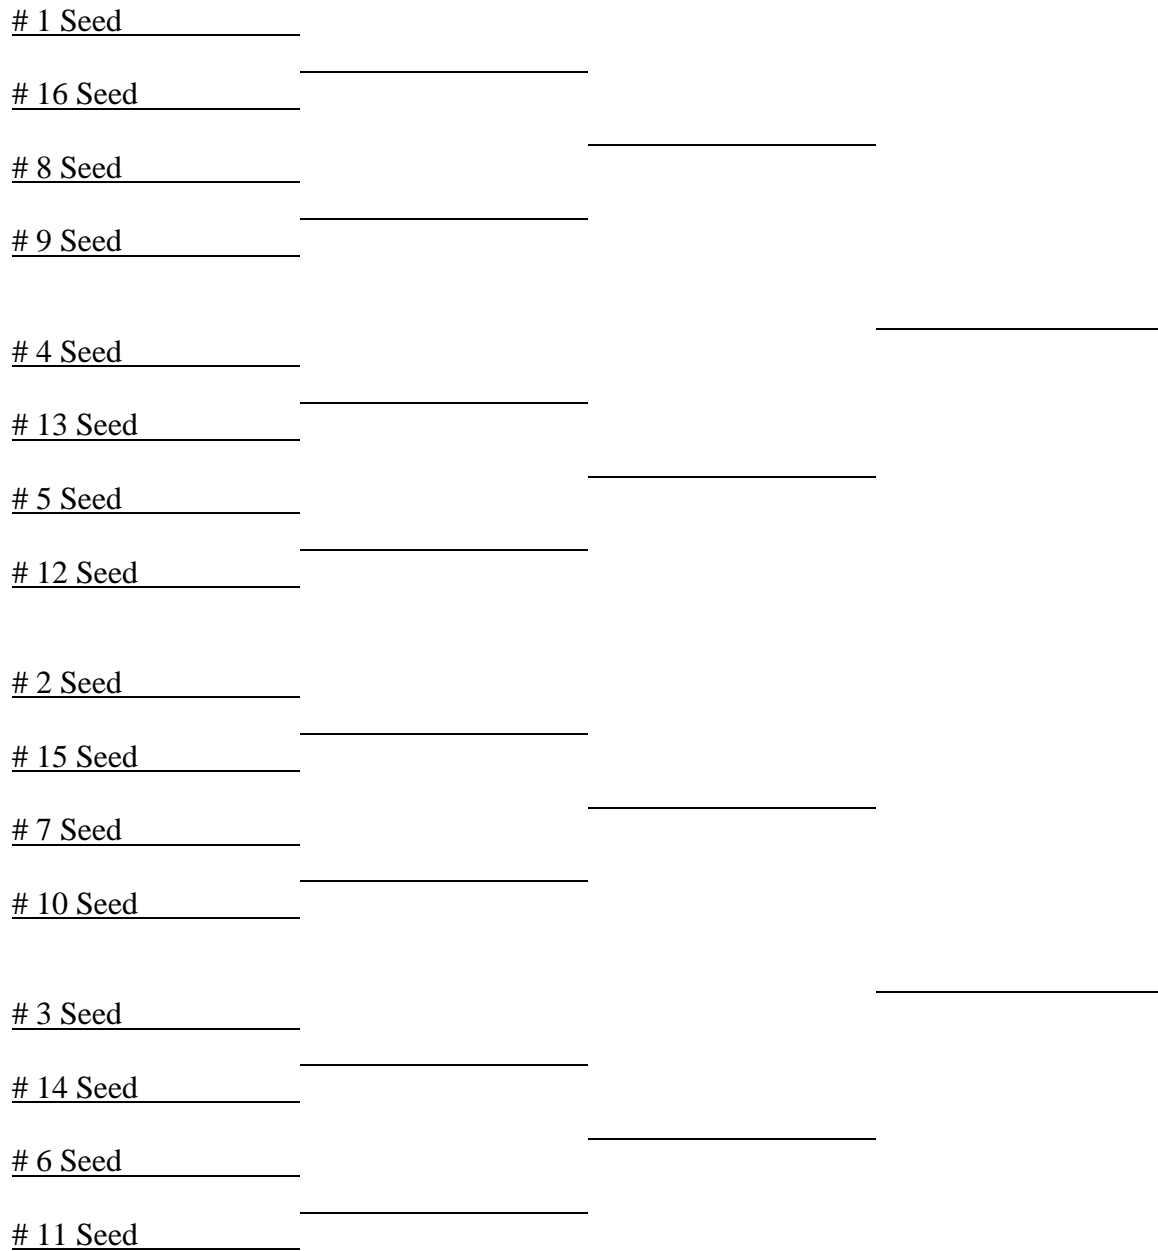 # 1 Seed
# 16 Seed
# 8 Seed
# 9 Seed
# 4 Seed
# 13 Seed
# 5 Seed
# 12 Seed
# 2 Seed
# 15 Seed
# 7 Seed
# 10 Seed
# 3 Seed
# 14 Seed
# 6 Seed
# 11 Seed